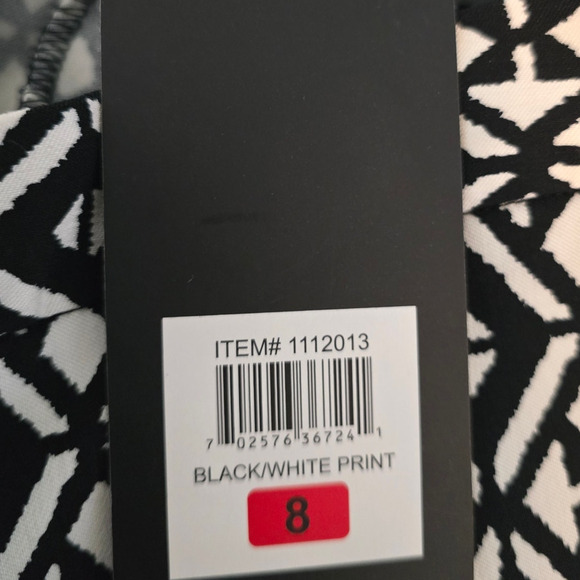 ITEM# 1112013
7 02576 36724 1
BLACK/WHITE PRINT
8